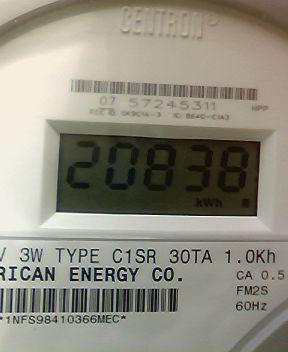 CENTRON
07 57245311
HPP
20838
kWh
V 3W TYPE C1SR 30TA 1.0Kh
RICAN ENERGY CO.
CA 0.5
FM2S
60Hz
*1NFS98410366MEC*